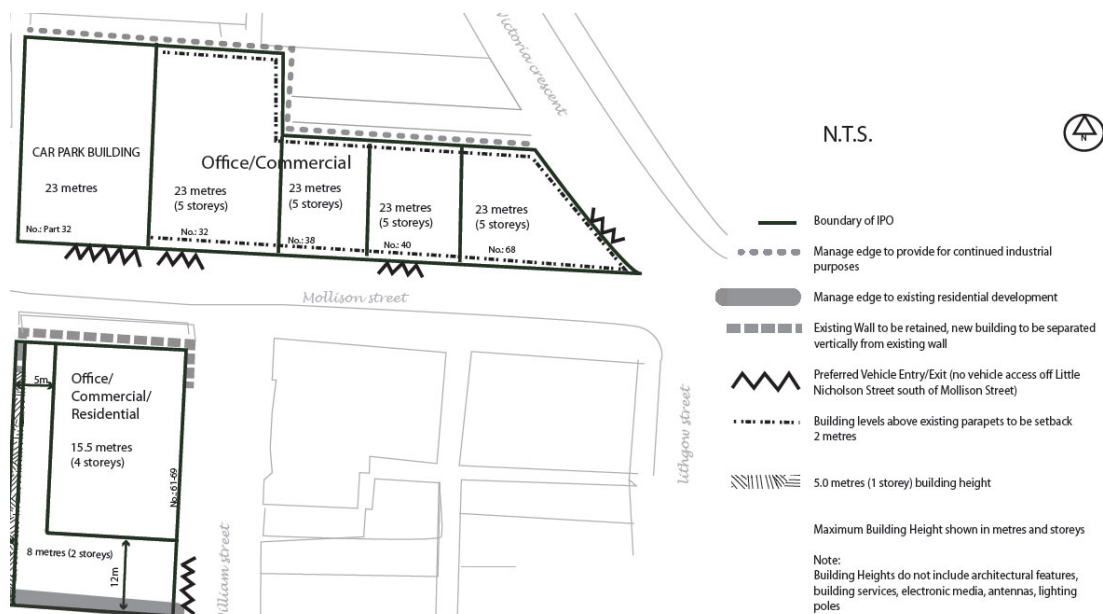 Victoria crescent
N.T.S.
CAR PARK BUILDING
23 metres
No.: Part 32
Office/Commercial
23 metres
(5 storeys)
No.: 32
23 metres
(5 storeys)
No.: 38
23 metres
(5 storeys)
No.: 40
23 metres
(5 storeys)
No.: 68
Mollison street
5m
Office/
Commercial/
Residential
15.5 metres
(4 storeys)
No.: 61-69
8 metres (2 storeys)
12m
William street
lithgow street
Boundary of IPO
Manage edge to provide for continued industrial
purposes
Manage edge to existing residential development
Existing Wall to be retained, new building to be separated
vertically from existing wall
Preferred Vehicle Entry/Exit (no vehicle access off Little
Nicholson Street south of Mollison Street)
Building levels above existing parapets to be setback
2 metres
5.0 metres (1 storey) building height
Maximum Building Height shown in metres and storeys
Note:
Building Heights do not include architectural features,
building services, electronic media, antennas, lighting
poles